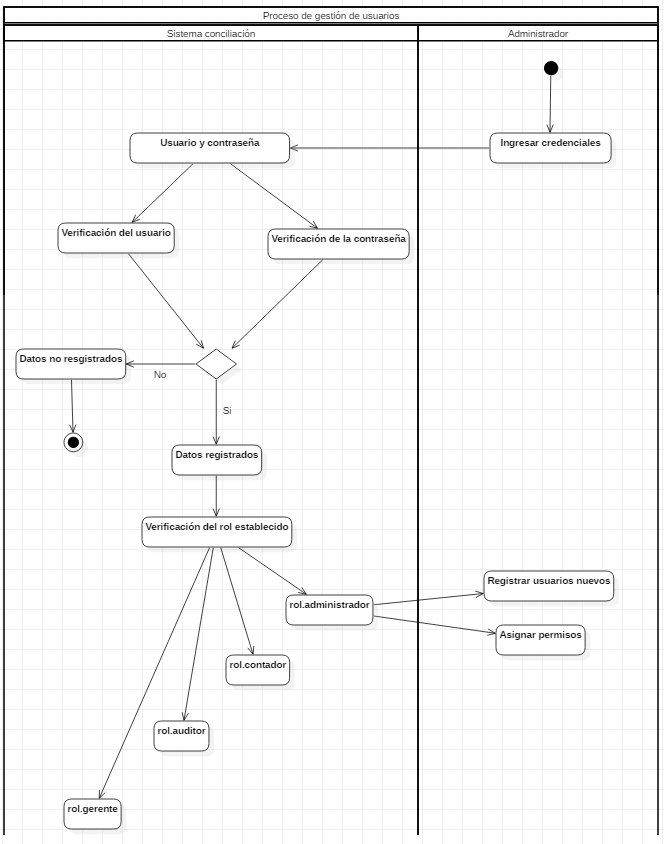 Proceso de gestión de usuarios
Sistema conciliación
Administrador
Usuario y contraseña
Ingresar credenciales
Verificación del usuario
Verificación de la contraseña
Datos no resgistrados
No
Si
Datos registrados
Verificación del rol establecido
Registrar usuarios nuevos
rol.administrador
Asignar permisos
rol.contador
rol.auditor
rol.gerente